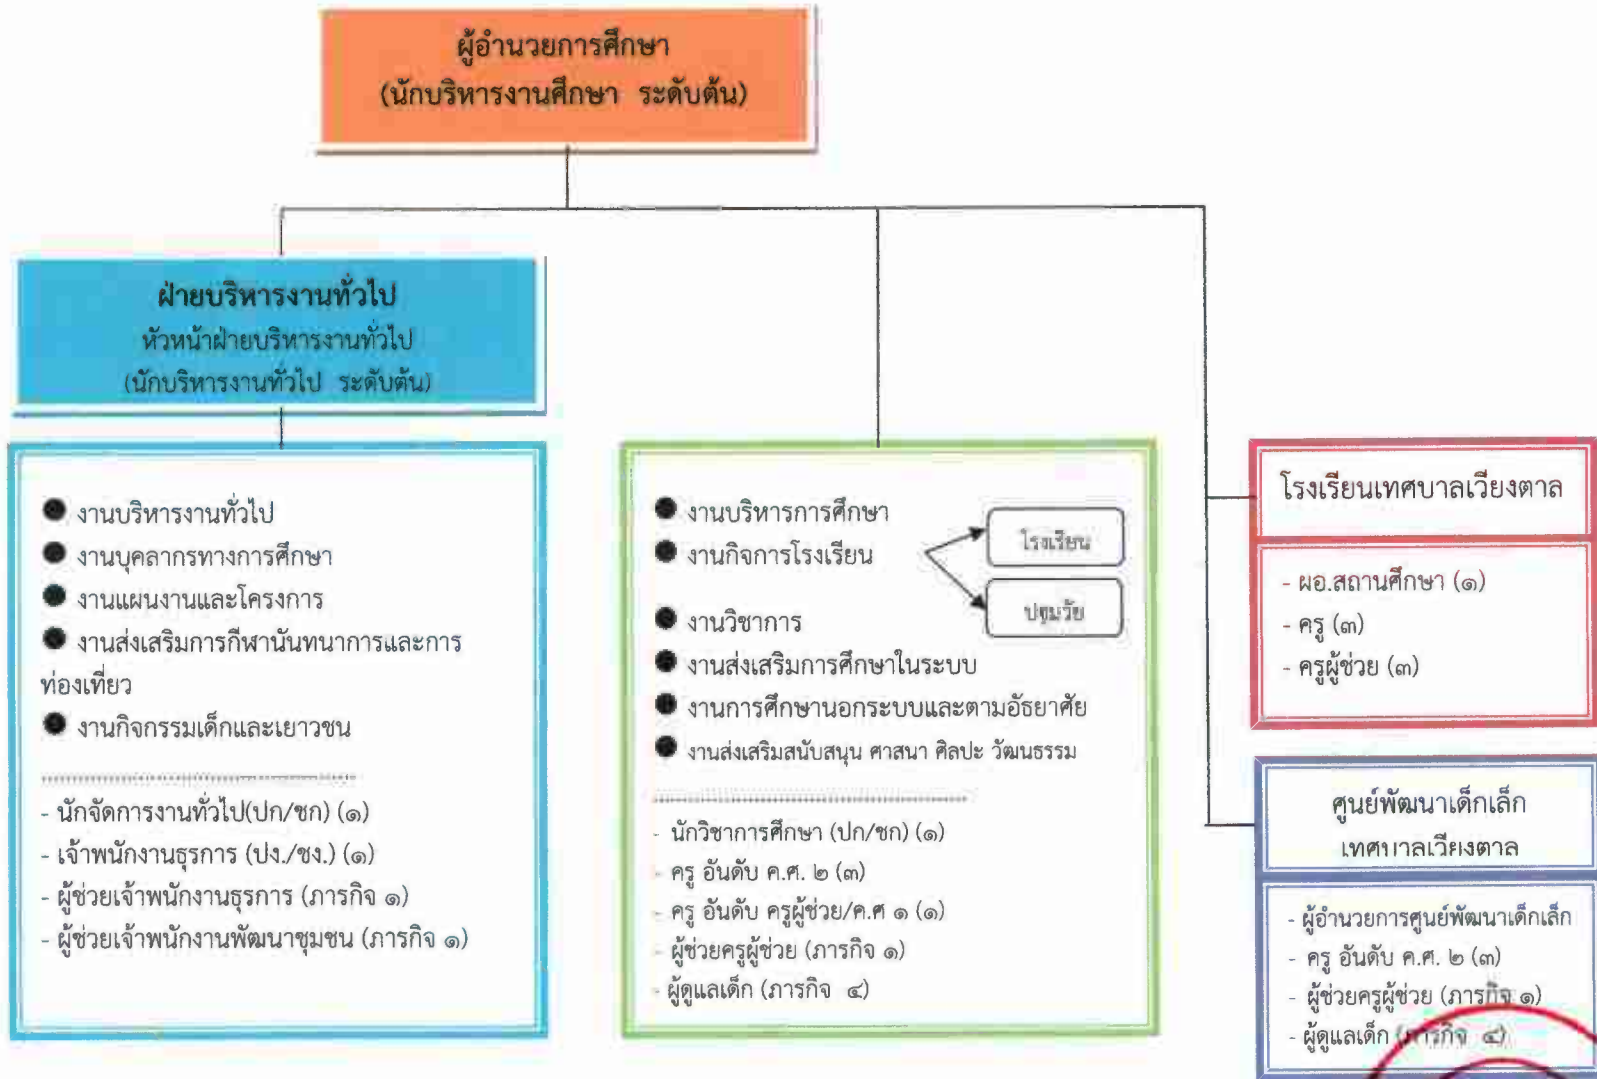 ผู้อำนวยการศึกษา
(นักบริหารงานศึกษา ระดับต้น)
ฝ่ายบริหารงานทั่วไป
หัวหน้าฝ่ายบริหารงานทั่วไป
(นักบริหารงานทั่วไป ระดับต้น)
● งานบริหารงานทั่วไป
● งานบุคลากรทางการศึกษา
● งานแผนงานและโครงการ
● งานส่งเสริมการกีฬานันทนาการและการ
ท่องเที่ยว
● งานกิจกรรมเด็กและเยาวชน
- นักจัดการงานทั่วไป(ปก/ชก) (๑)
- เจ้าพนักงานธุรการ (ปง./ชง.) (๑)
- ผู้ช่วยเจ้าพนักงานธุรการ (ภารกิจ ๑)
- ผู้ช่วยเจ้าพนักงานพัฒนาชุมชน (ภารกิจ ๑)
● งานบริหารการศึกษา
● งานกิจการโรงเรียน
โรงเรียน
ปฐมวัย
● งานวิชาการ
● งานส่งเสริมการศึกษาในระบบ
● งานการศึกษานอกระบบและตามอัธยาศัย
● งานส่งเสริมสนับสนุน ศาสนา ศิลปะ วัฒนธรรม
- นักวิชาการศึกษา (ปก/ชก) (๑)
- ครู อันดับ ค.ศ. ๒ (๓)
- ครู อันดับ ครูผู้ช่วย/ค.ศ ๑ (๑)
- ผู้ช่วยครูผู้ช่วย (ภารกิจ ๑)
- ผู้ดูแลเด็ก (ภารกิจ ๔)
โรงเรียนเทศบาลเวียงตาล
- ผอ.สถานศึกษา (๑)
- ครู (๓)
- ครูผู้ช่วย (๓)
ศูนย์พัฒนาเด็กเล็ก
เทศบาลเวียงตาล
- ผู้อำนวยการศูนย์พัฒนาเด็กเล็ก
- ครู อันดับ ค.ศ. ๒ (๓)
- ผู้ช่วยครูผู้ช่วย (ภารกิจ ๑)
- ผู้ดูแลเด็ก (ภารกิจ ๔)